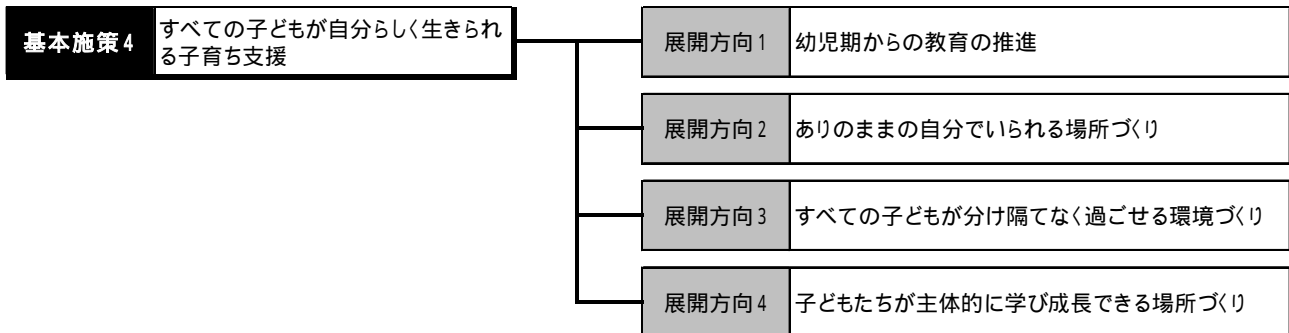 基本施策4
すべての子どもが自分らしく生きられ
る子育ち支援
展開方向1
幼児期からの教育の推進
展開方向2
ありのままの自分でいられる場所づくり
展開方向3
すべての子どもが分け隔てなく過ごせる環境づくり
展開方向4
子どもたちが主体的に学び成長できる場所づくり